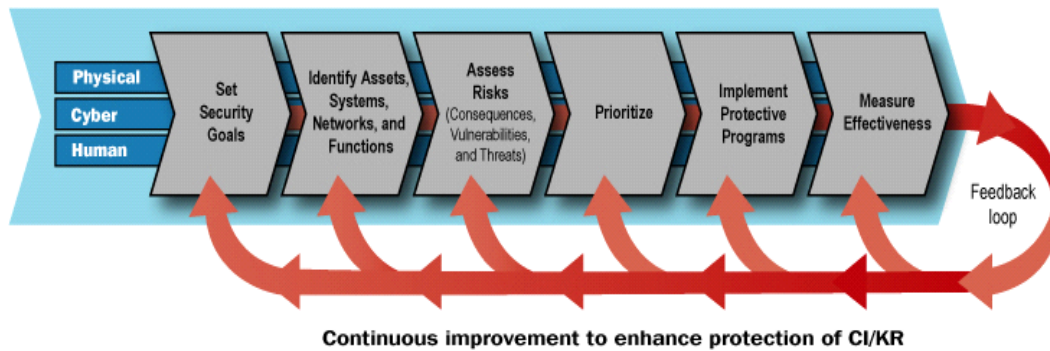 Physical
Cyber
Human
Set
Security
Goals
Identify Assets,
Systems,
Networks, and
Functions
Assess
Risks
(Consequences,
Vulnerabilities,
and Threats)
Prioritize
Implement
Protective
Programs
Measure
Effectiveness
Feedback
loop
Continuous improvement to enhance protection of CI/KR